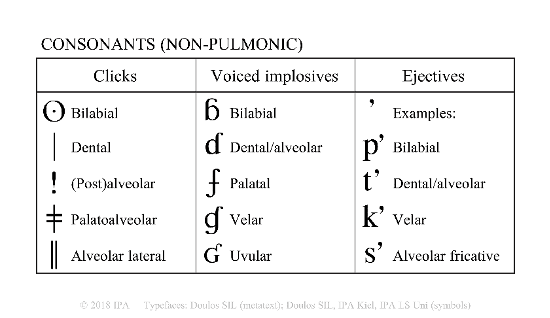 CONSONANTS (NON-PULMONIC)
Clicks Voiced implosives Ejectives
ʘ Bilabial ɓ Bilabial ʼ Examples:
ǀ Dental ɗ Dental/alveolar pʼ Bilabial
ǃ (Post)alveolar ʄ Palatal tʼ Dental/alveolar
ǂ Palatoalveolar ɠ Velar kʼ Velar
ǁ Alveolar lateral ʛ Uvular sʼ Alveolar fricative
© 2018 IPA Typefaces: Doulos SIL (metatext); Doulos SIL, IPA Kiel, IPA LS Uni (symbols)